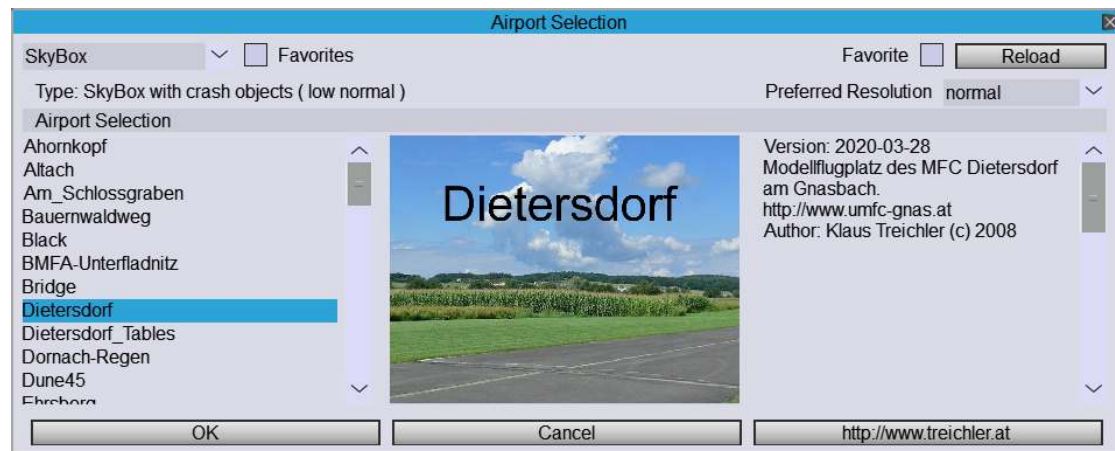 Airport Selection
SkyBox
Favorites
Favorite
Reload
Type: SkyBox with crash objects ( low normal )
Preferred Resolution normal
Airport Selection
Ahornkopf
Altach
Am_Schlossgraben
Bauernwaldweg
Black
BMFA-Unterfladnitz
Bridge
Dietersdorf
Dietersdorf_Tables
Dornach-Regen
Dune45
Dietersdorf
Version: 2020-03-28
Modellflugplatz des MFC Dietersdorf
am Gnasbach.
http://www.umfc-gnas.at
Author: Klaus Treichler (c) 2008
OK
Cancel
http://www.treichler.at